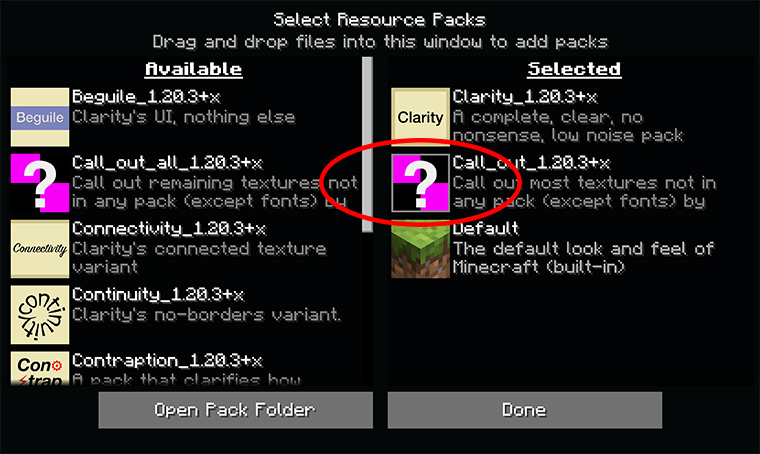 Select Resource Packs
Drag and drop files into this window to add packs
Available
Beguile
Beguile_1.20.3+x
Clarity's UI, nothing else
?
Call_out_all_1.20.3+x
Call out remaining textures not
in any pack (except fonts) by
Connectivity
Connectivity_1.20.3+x
Clarity's connected texture
variant
continuity
Continuity_1.20.3+x
Clarity's no-borders variant.
Con
trap
Contraption_1.20.3+x
A pack that clarifies how
Selected
Clarity
Clarity_1.20.3+x
A complete, clear, no
nonsense, low noise pack
?
Call_out_1.20.3+x
Call out most textures not in
any pack (except fonts) by
Default
The default look and feel of
Minecraft (built-in)
Open Pack Folder
Done